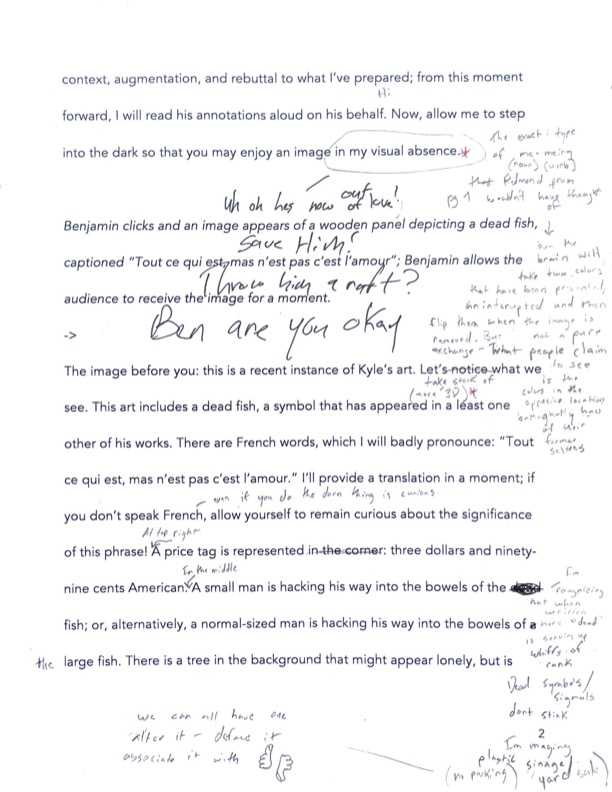 context, augmentation, and rebuttal to what I've prepared; from this moment
Hi
forward, I will read his annotations aloud on his behalf. Now, allow me to step
into the dark so that you may enjoy an image in my visual absence.*
The exact : type
of me-meing
(noun) (verb)
that Redmond from
pg 1 wouldn't have thought
of
Uh oh hes now out of love!
Benjamin clicks and an image appears of a wooden panel depicting a dead fish,
Save Him!
captioned "Tout ce qui est, mas n'est pas c'est l'amour"; Benjamin allows the
Throw him a raft?
audience to receive the image for a moment.
-> Ben are you okay
the
brain will
take two colors
that have been presented,
uninterrupted and then
flip them when the image is
removed. But not a pure
exchange - What people claim
to see
is the
colors in the
opposite location
of their
former
selves
The image before you: this is a recent instance of Kyle's art. Let's notice what we
take stock of
(more 3D)*
see. This art includes a dead fish, a symbol that has appeared in a least one
other of his works. There are French words, which I will badly pronounce: "Tout
ce qui est, mas n'est pas c'est l'amour." I'll provide a translation in a moment; if
even if you do the darn thing is curious
you don't speak French, allow yourself to remain curious about the significance
At top right
of this phrase! A price tag is represented in the corner: three dollars and ninety-
In the middle
nine cents American. A small man is hacking his way into the bowels of the
fish; or, alternatively, a normal-sized man is hacking his way into the bowels of a
the large fish. There is a tree in the background that might appear lonely, but is
I'm
recognizing
that when
written
here "dead"
is serving up
whiffs of
rank
Dead symbols/
signals
dont stink
2
Im imaging
plastic sinage
(no parking) (yard sale)
we can all have one
alter it - deface it
associate it with